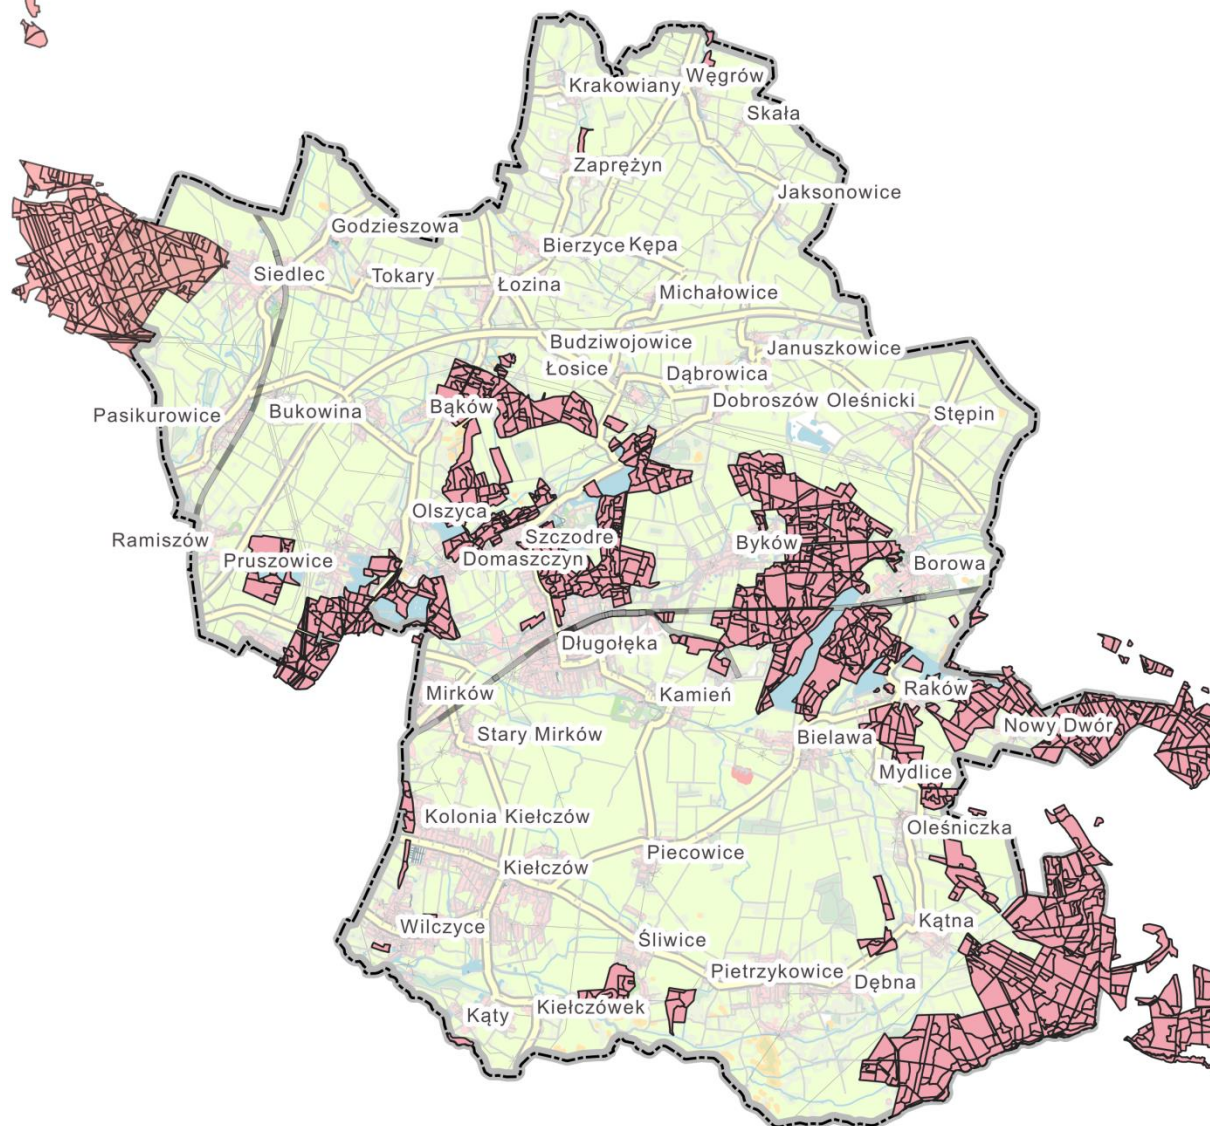 Krakowiany
Węgrów
Skała
Zaprężyn
Jaksonowice
Godzieszowa
Bierzyce
Kępa
Siedlec
Tokary
Łozina
Michałowice
Budziwojowice
Januszkowice
Łosice
Dąbrowica
Pasikurowice
Bukowina
Bąków
Dobroszów Oleśnicki
Stępin
Olszyca
Ramiszów
Szczodre
Byków
Pruszowice
Domaszczyn
Borowa
Długołęka
Mirków
Kamień
Raków
Stary Mirków
Bielawa
Nowy Dwór
Mydlice
Kolonia Kiełczów
Oleśniczka
Kiełczów
Piecowice
Wilczyce
Śliwice
Kątna
Pietrzykowice
Dębna
Kąty
Kiełczówek